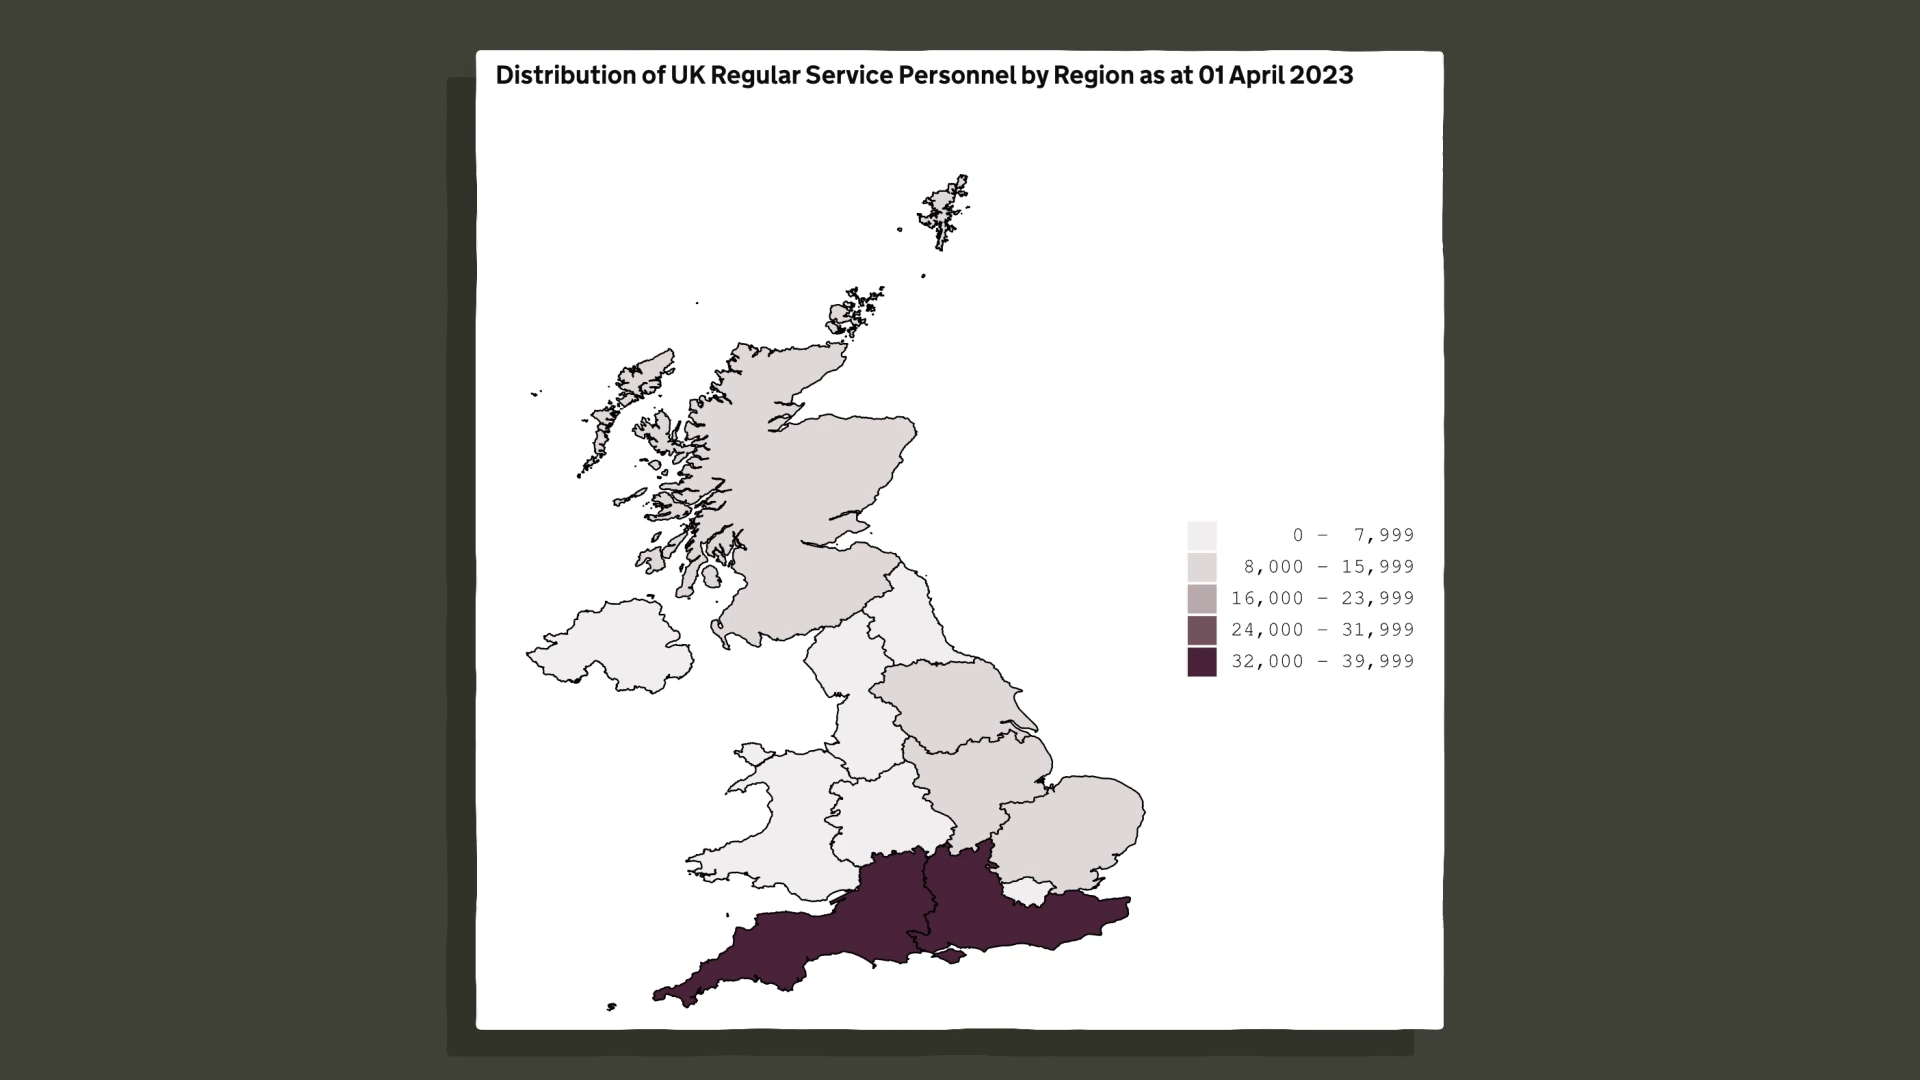 Distribution of UK Regular Service Personnel by Region as at 01 April 2023
0 – 7,999
8,000 – 15,999
16,000 – 23,999
24,000 – 31,999
32,000 – 39,999